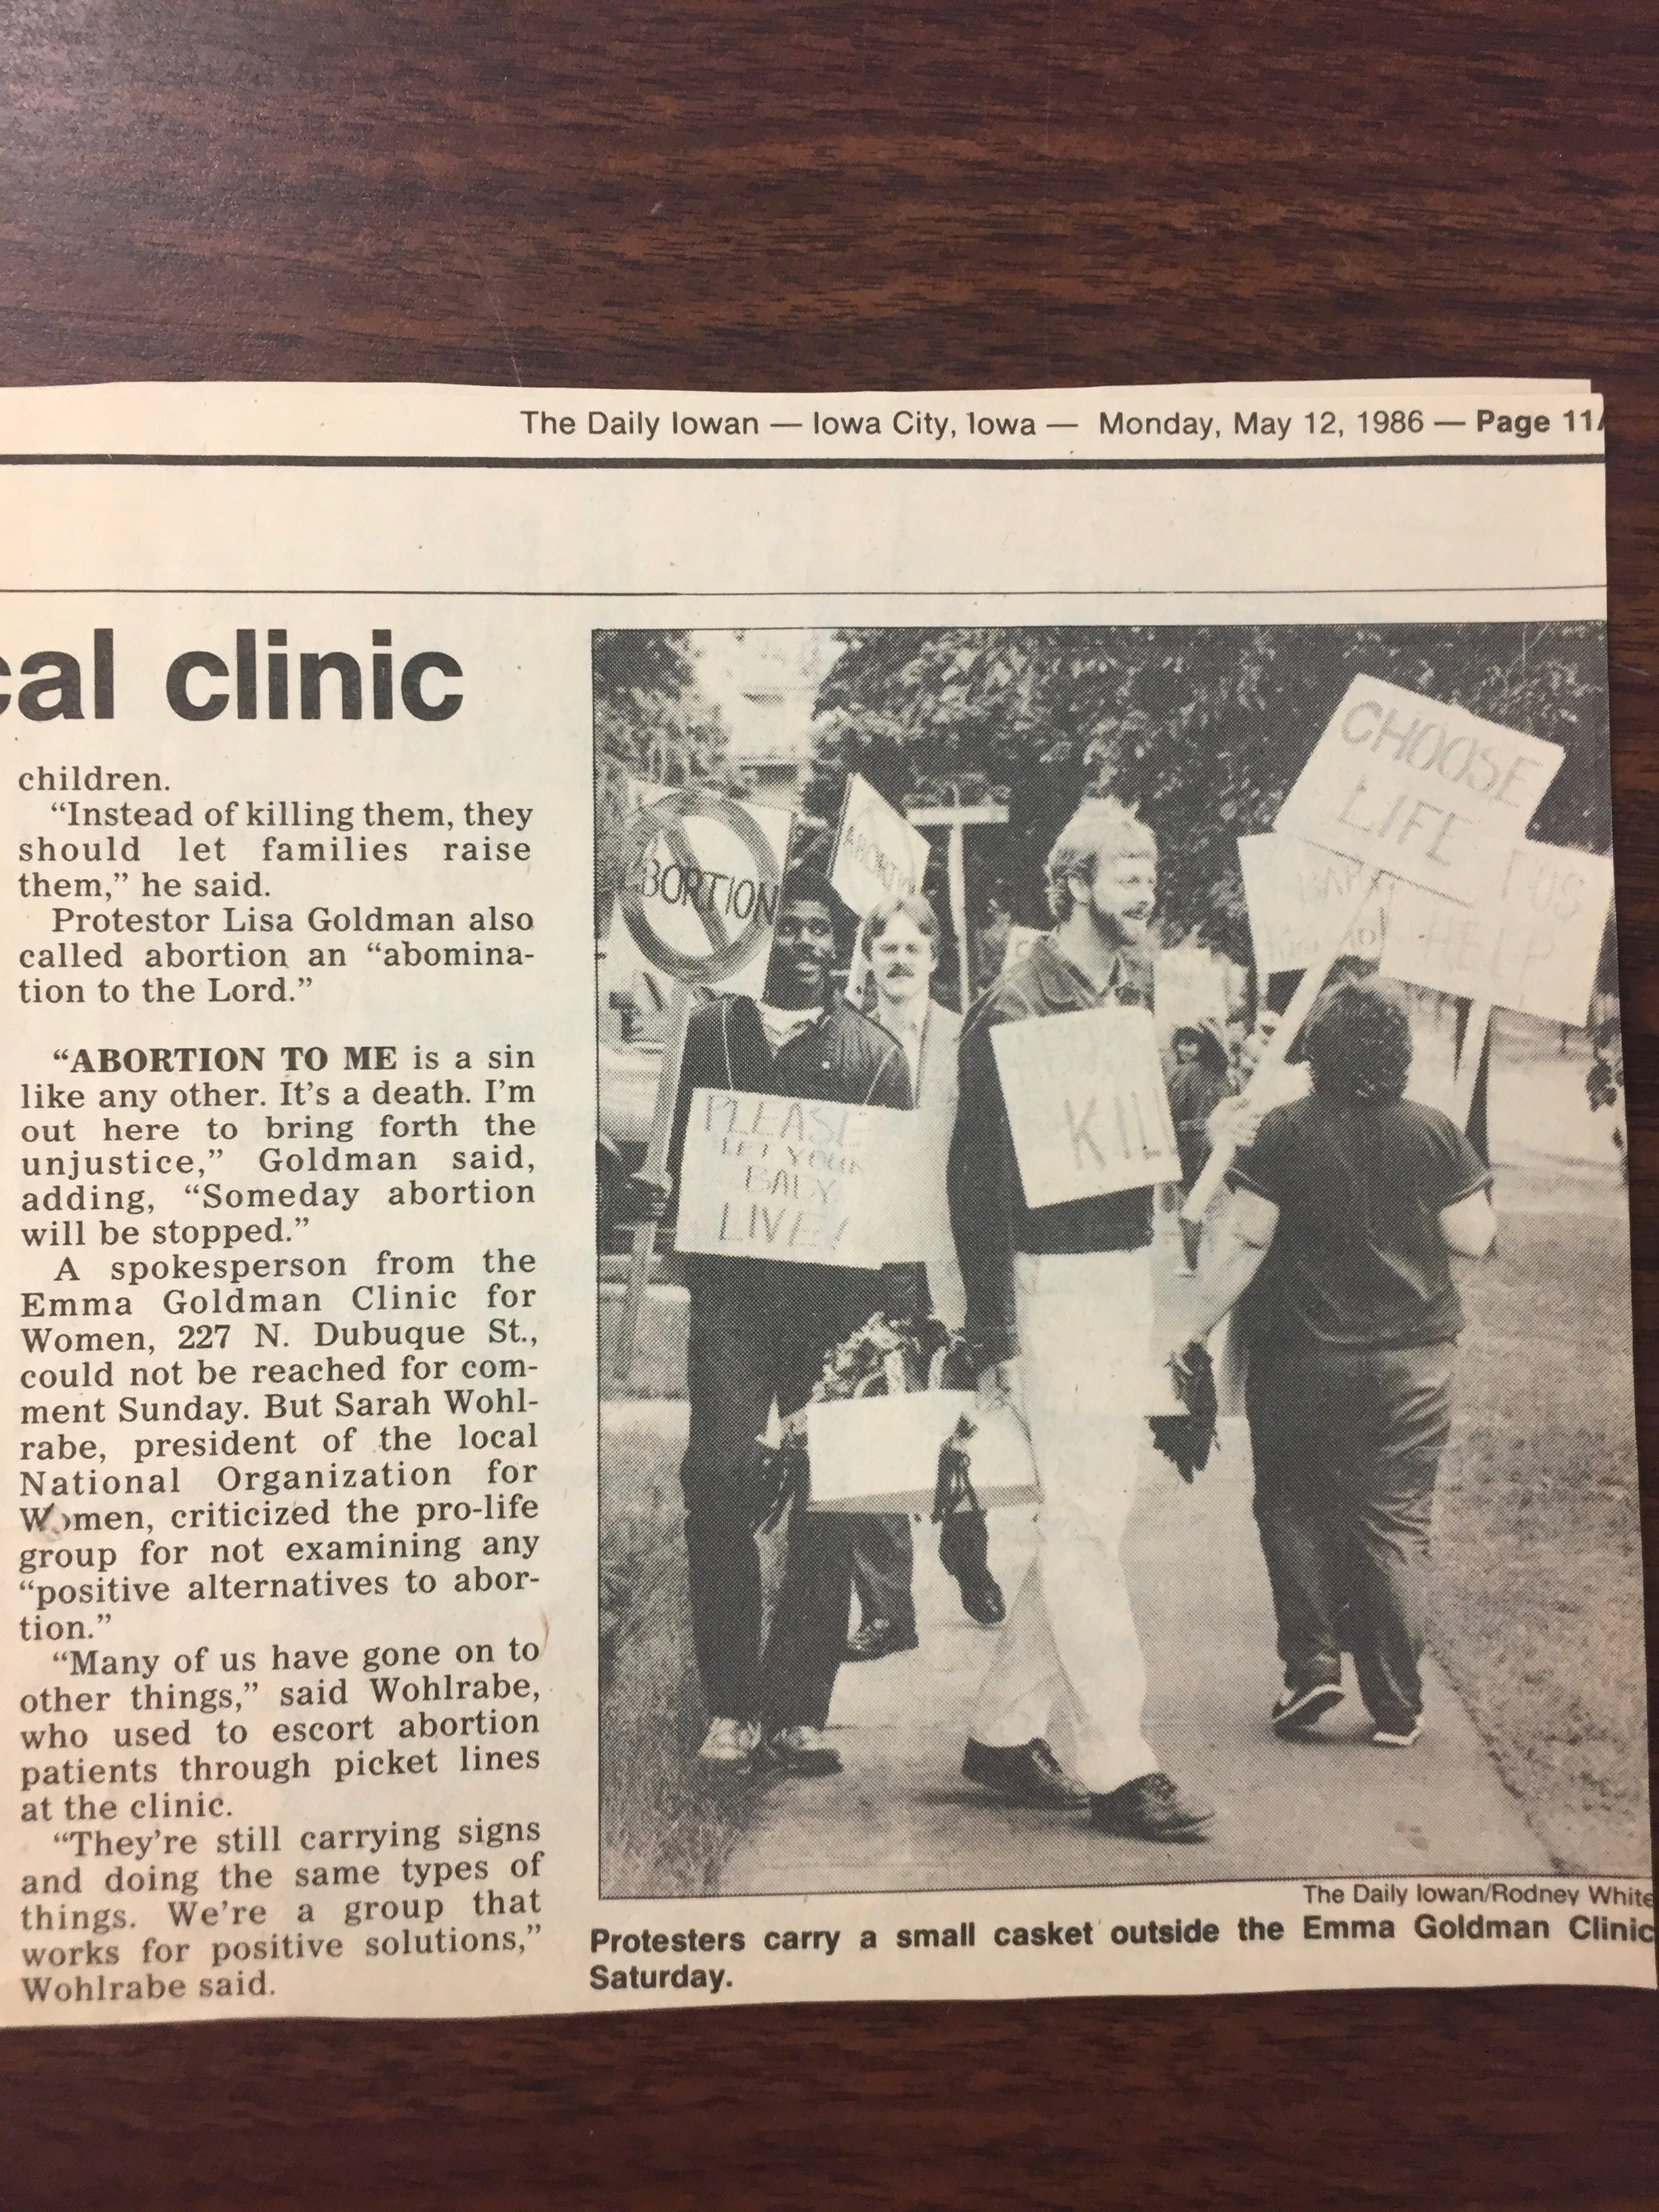 The Daily Iowan — Iowa City, Iowa — Monday, May 12, 1986 — Page 11
cal clinic
children.
“Instead of killing them, they
should let families raise
them,” he said.
Protestor Lisa Goldman also
called abortion an “abomina-
tion to the Lord.”
“ABORTION TO ME is a sin
like any other. It’s a death. I’m
out here to bring forth the
unjustice,” Goldman said,
adding, “Someday abortion
will be stopped.”
A spokesperson from the
Emma Goldman Clinic for
Women, 227 N. Dubuque St.,
could not be reached for com-
ment Sunday. But Sarah Wohl-
rabe, president of the local
National Organization for
Women, criticized the pro-life
group for not examining any
“positive alternatives to abor-
tion.”
“Many of us have gone on to
other things,” said Wohlrabe,
who used to escort abortion
patients through picket lines
at the clinic.
“They’re still carrying signs
and doing the same types of
things. We’re a group that
works for positive solutions,”
Wohlrabe said.
ABORTION
PLEASE
LET YOUR
BABY
LIVE!
KILL
CHOOSE
LIFE
US
HELP
The Daily Iowan/Rodney White
Protesters carry a small casket outside the Emma Goldman Clinic
Saturday.